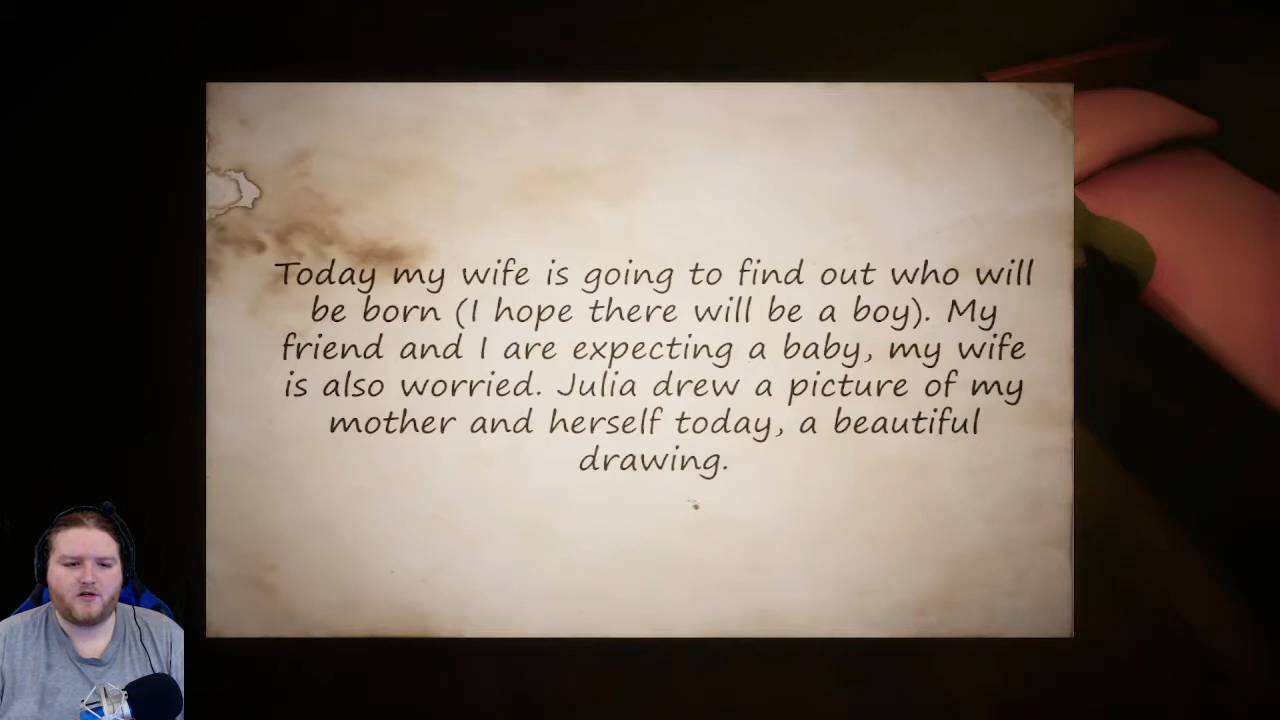 Today my wife is going to find out who will
be born (I hope there will be a boy). My
friend and I are expecting a baby, my wife
is also worried. Julia drew a picture of my
mother and herself today, a beautiful
drawing.